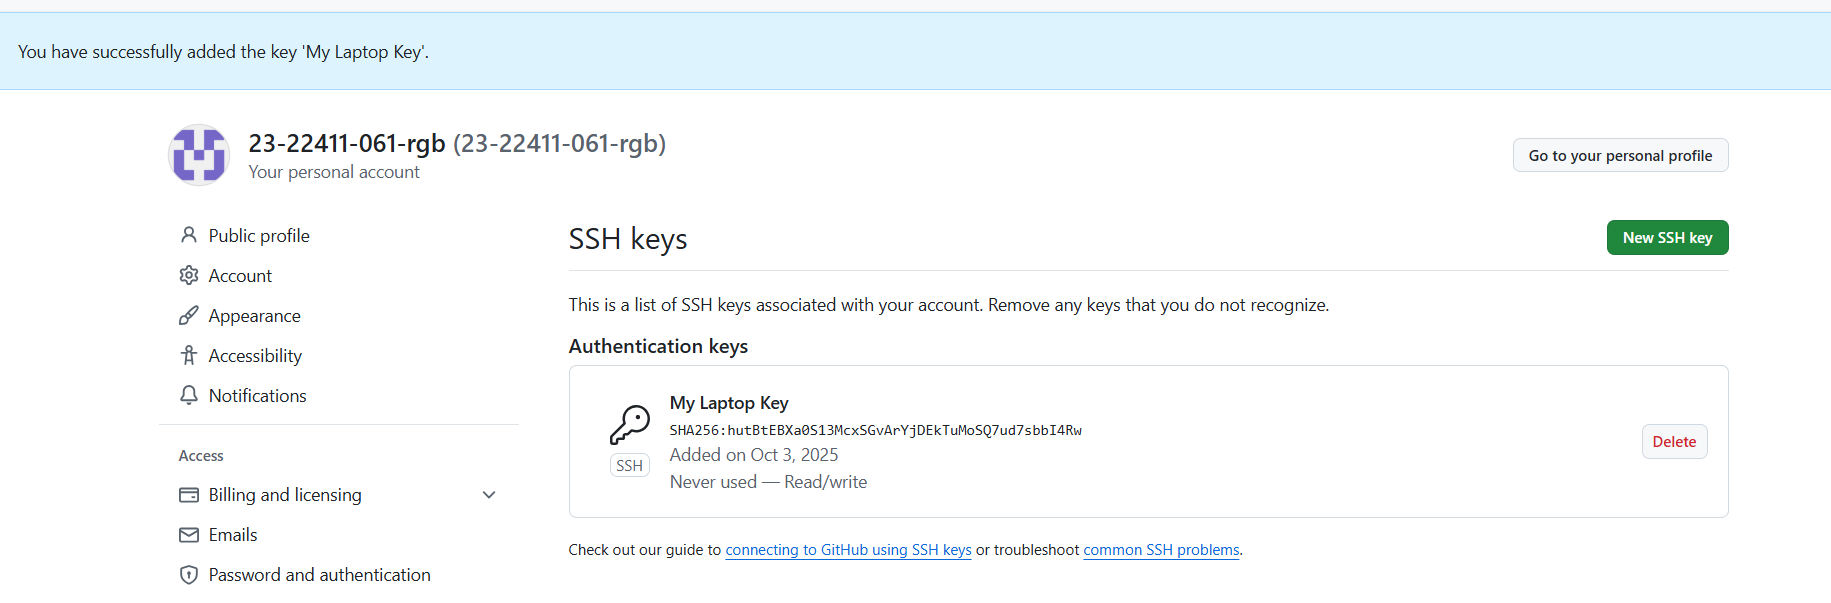 You have successfully added the key 'My Laptop Key'.
23-22411-061-rgb (23-22411-061-rgb)
Your personal account
Go to your personal profile
Public profile
Account
Appearance
Accessibility
Notifications
Access
Billing and licensing
Emails
Password and authentication
SSH keys
New SSH key
This is a list of SSH keys associated with your account. Remove any keys that you do not recognize.
Authentication keys
My Laptop Key
SHA256:hutBtEBXa0S13McxSGvArYjDEkTuMoSQ7ud7sbbI4Rw
Added on Oct 3, 2025
Never used — Read/write
SSH
Delete
Check out our guide to connecting to GitHub using SSH keys or troubleshoot common SSH problems.